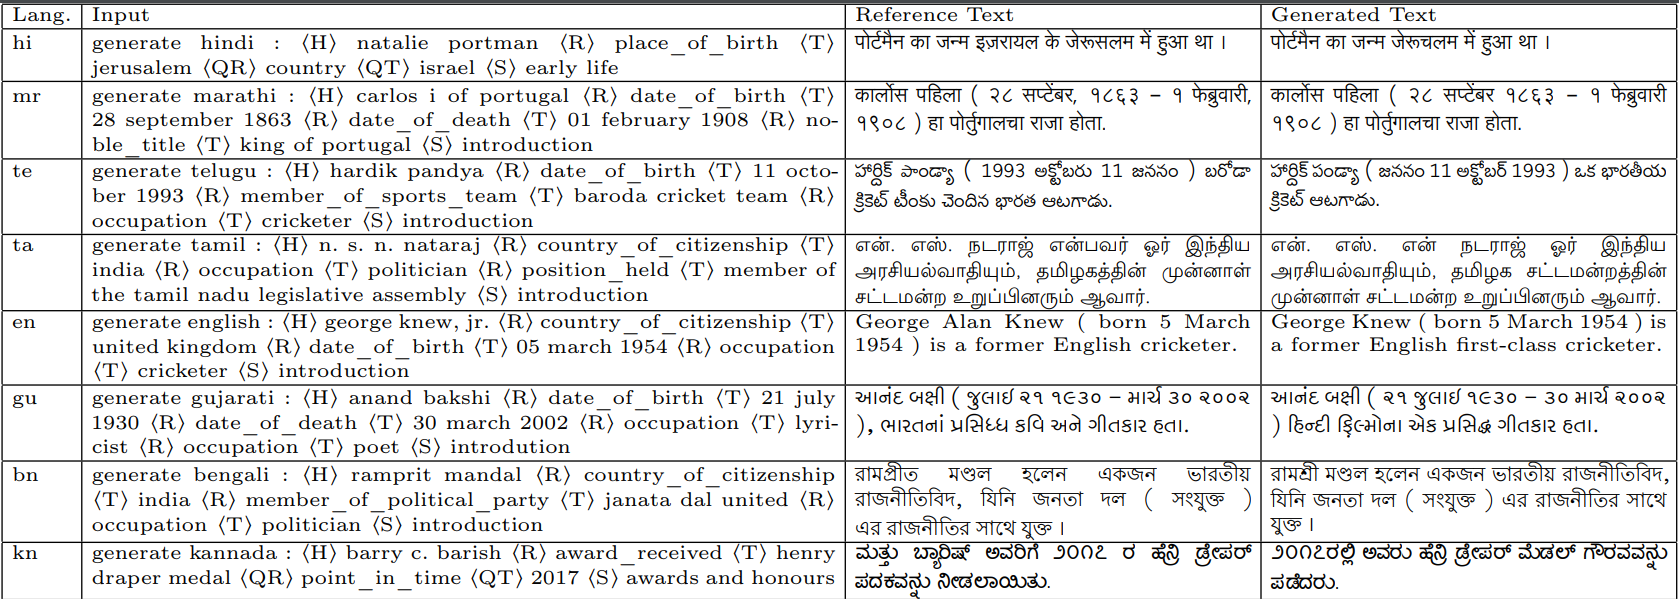 Lang. Input Reference Text Generated Text
hi generate hindi : ⟨H⟩ natalie portman ⟨R⟩ place_of_birth ⟨T⟩ पोर्टमैन का जन्म इज़रायल के जेरूसलम में हुआ था । पोर्टमैन का जन्म जेरूचलम में हुआ था ।
jerusalem ⟨QR⟩ country ⟨QT⟩ israel ⟨S⟩ early life
mr generate marathi : ⟨H⟩ carlos i of portugal ⟨R⟩ date_of_birth ⟨T⟩ कार्लोस पहिला ( २८ सप्टेंबर, १८६३ – १ फेब्रुवारी, कार्लोस पहिला ( २८ सप्टेंबर १८६३ – १ फेब्रुवारी
28 september 1863 ⟨R⟩ date_of_death ⟨T⟩ 01 february 1908 ⟨R⟩ no- १९०८ ) हा पोर्तुगालचा राजा होता. १९०८ ) हा पोर्तुगालचा राजा होता.
ble_title ⟨T⟩ king of portugal ⟨S⟩ introduction
te generate telugu : ⟨H⟩ hardik pandya ⟨R⟩ date_of_birth ⟨T⟩ 11 octo- హార్దిక్ పాండ్యా ( 1993 అక్టోబరు 11 జననం ) బరోడా హార్దిక్ పండ్యా ( జననం 11 అక్టోబర్ 1993 ) ఒక భారతీయ
ber 1993 ⟨R⟩ member_of_sports_team ⟨T⟩ baroda cricket team ⟨R⟩ క్రికెట్ టీంకు చెందిన భారత ఆటగాడు. క్రికెట్ ఆటగాడు.
occupation ⟨T⟩ cricketer ⟨S⟩ introduction
ta generate tamil : ⟨H⟩ n. s. n. nataraj ⟨R⟩ country_of_citizenship ⟨T⟩ என். எஸ். நடராஜ் என்பவர் ஓர் இந்திய என். எஸ். என் நடராஜ் ஓர் இந்திய
india ⟨R⟩ occupation ⟨T⟩ politician ⟨R⟩ position_held ⟨T⟩ member of அரசியல்வாதியும், தமிழகத்தின் முன்னாள் அரசியல்வாதியும், தமிழக சட்டமன்றத்தின்
the tamil nadu legislative assembly ⟨S⟩ introduction சட்டமன்ற உறுப்பினரும் ஆவார். முன்னாள் சட்டமன்ற உறுப்பினரும் ஆவார்.
en generate english : ⟨H⟩ george knew, jr. ⟨R⟩ country_of_citizenship ⟨T⟩ George Alan Knew ( born 5 March George Knew ( born 5 March 1954 ) is
united kingdom ⟨R⟩ date_of_birth ⟨T⟩ 05 march 1954 ⟨R⟩ occupation 1954 ) is a former English cricketer. a former English first-class cricketer.
⟨T⟩ cricketer ⟨S⟩ introduction
gu generate gujarati : ⟨H⟩ anand bakshi ⟨R⟩ date_of_birth ⟨T⟩ 21 july આનંદ બક્ષી ( જુલાઇ ૨૧ ૧૯૩૦ – માર્ચ ૩૦ ૨૦૦૨ આનંદ બક્ષી ( ૨૧ જુલાઇ ૧૯૩૦ – ૩૦ માર્ચ ૨૦૦૨
1930 ⟨R⟩ date_of_death ⟨T⟩ 30 march 2002 ⟨R⟩ occupation ⟨T⟩ lyri- ), ભારતનાં પ્રસિધ્ધ કવિ અને ગીતકાર હતા. ) હિન્દી ફિલ્મોના એક પ્રસિદ્ધ ગીતકાર હતા.
cist ⟨R⟩ occupation ⟨T⟩ poet ⟨S⟩ introdution
bn generate bengali : ⟨H⟩ ramprit mandal ⟨R⟩ country_of_citizenship রামপ্রীত মণ্ডল হলেন একজন ভারতীয় রামশ্রী মণ্ডল হলেন একজন ভারতীয় রাজনীতিবিদ,
⟨T⟩ india ⟨R⟩ member_of_political_party ⟨T⟩ janata dal united ⟨R⟩ রাজনীতিবিদ, যিনি জনতা দল ( সংযুক্ত ) যিনি জনতা দল ( সংযুক্ত ) এর রাজনীতির সাথে
occupation ⟨T⟩ politician ⟨S⟩ introduction এর রাজনীতির সাথে যুক্ত । যুক্ত ।
kn generate kannada : ⟨H⟩ barry c. barish ⟨R⟩ award_received ⟨T⟩ henry ಮತ್ತು ಬ್ಯಾರಿಷ್ ಅವರಿಗೆ ೨೦೧೭ ರ ಹೆನ್ರಿ ಡ್ರೇಪರ್ ೨೦೧೭ರಲ್ಲಿ ಅವರು ಹೆನ್ರಿ ಡ್ರೇಪರ್ ಮೆಡಲ್ ಗೌರವವನ್ನು
draper medal ⟨QR⟩ point_in_time ⟨QT⟩ 2017 ⟨S⟩ awards and honours ಪದಕವನ್ನು ನೀಡಲಾಯಿತು. ಪಡೆದರು.